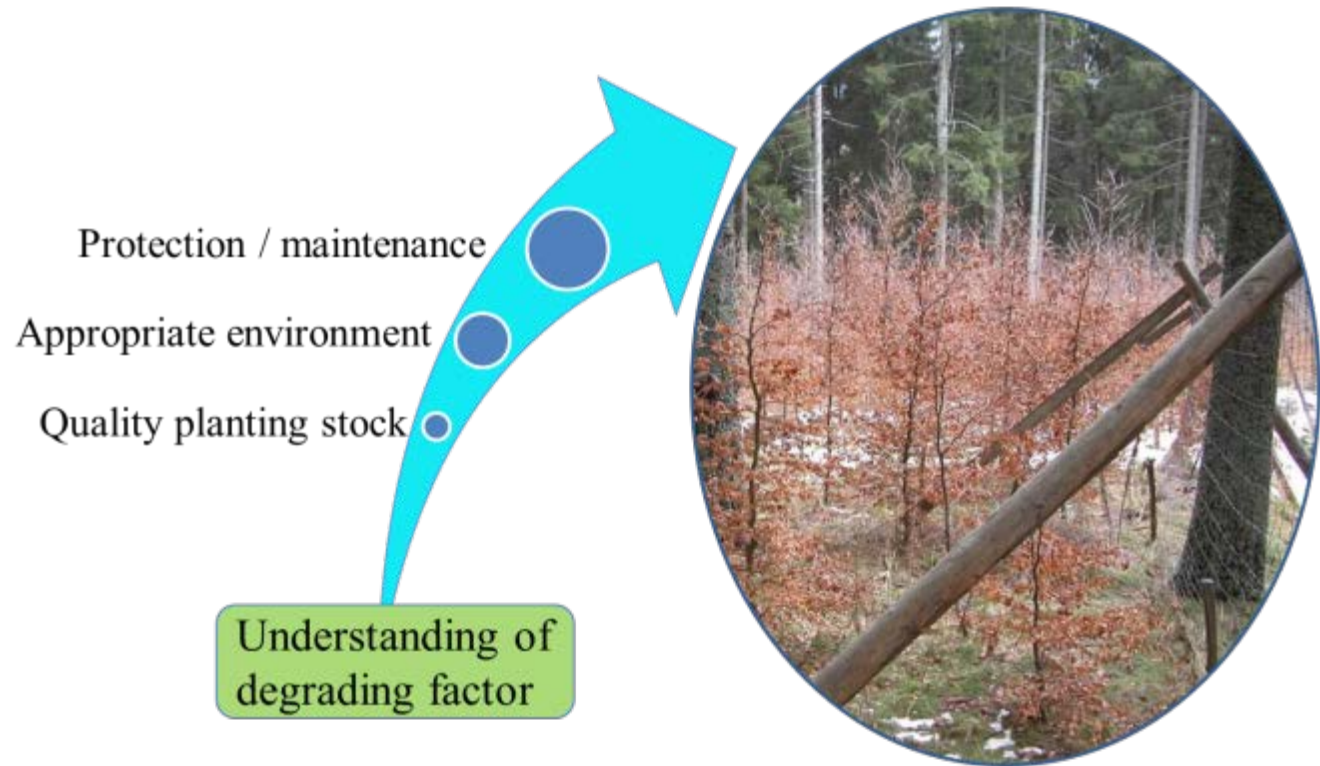 Protection / maintenance
Appropriate environment
Quality planting stock
Understanding of
degrading factor